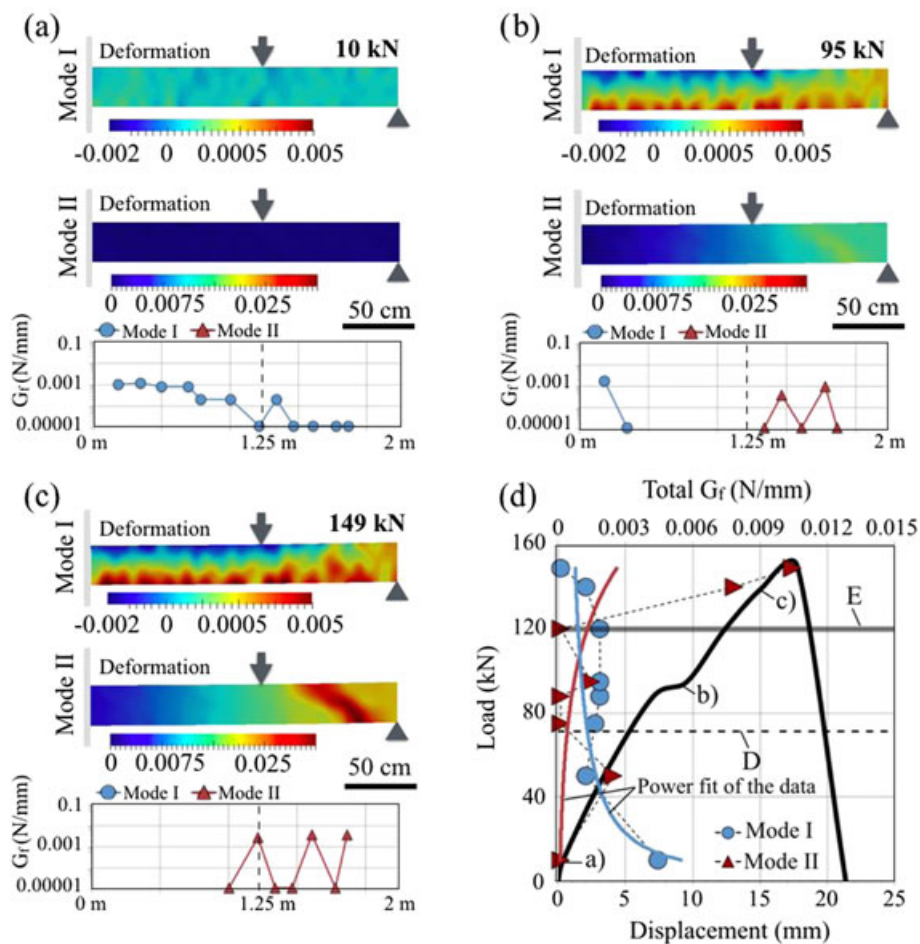 (a)
Mode I
Deformation
10 kN
-0.002 0 0.0005 0.005
Mode II
Deformation
0 0.0075 0.025
50 cm
Mode I Mode II
Gf (N/mm)
0.1
0.001
0.00001
0 m 1.25 m 2 m
(b)
Mode I
Deformation
95 kN
-0.002 0 0.0005 0.005
Mode II
Deformation
0 0.0075 0.025
50 cm
Mode I Mode II
Gf (N/mm)
0.1
0.001
0.00001
0 m 1.25 m 2 m
(c)
Mode I
Deformation
149 kN
-0.002 0 0.0005 0.005
Mode II
Deformation
0 0.0075 0.025
50 cm
Mode I Mode II
Gf (N/mm)
0.1
0.001
0.00001
0 m 1.25 m 2 m
(d)
Total Gf (N/mm)
0 0.003 0.006 0.009 0.012 0.015
Load (kN)
160
120
80
40
0
E
c)
b)
D
Power fit of the data
Mode I
Mode II
a)
0 5 10 15 20 25
Displacement (mm)